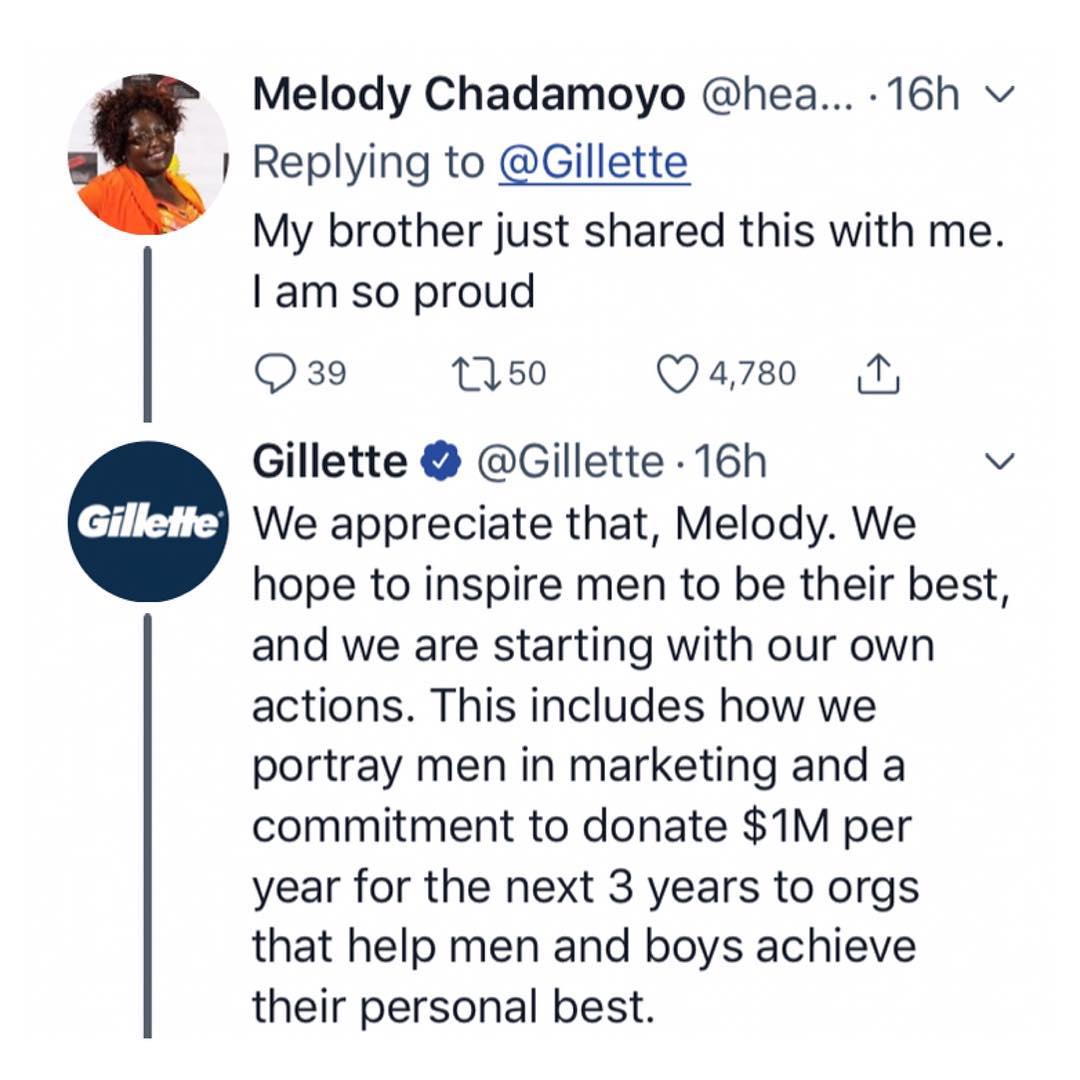 Melody Chadamoyo @hea... · 16h
Replying to @Gillette
My brother just shared this with me.
I am so proud
39 50 4,780
Gillette @Gillette · 16h
Gillette
We appreciate that, Melody. We
hope to inspire men to be their best,
and we are starting with our own
actions. This includes how we
portray men in marketing and a
commitment to donate $1M per
year for the next 3 years to orgs
that help men and boys achieve
their personal best.